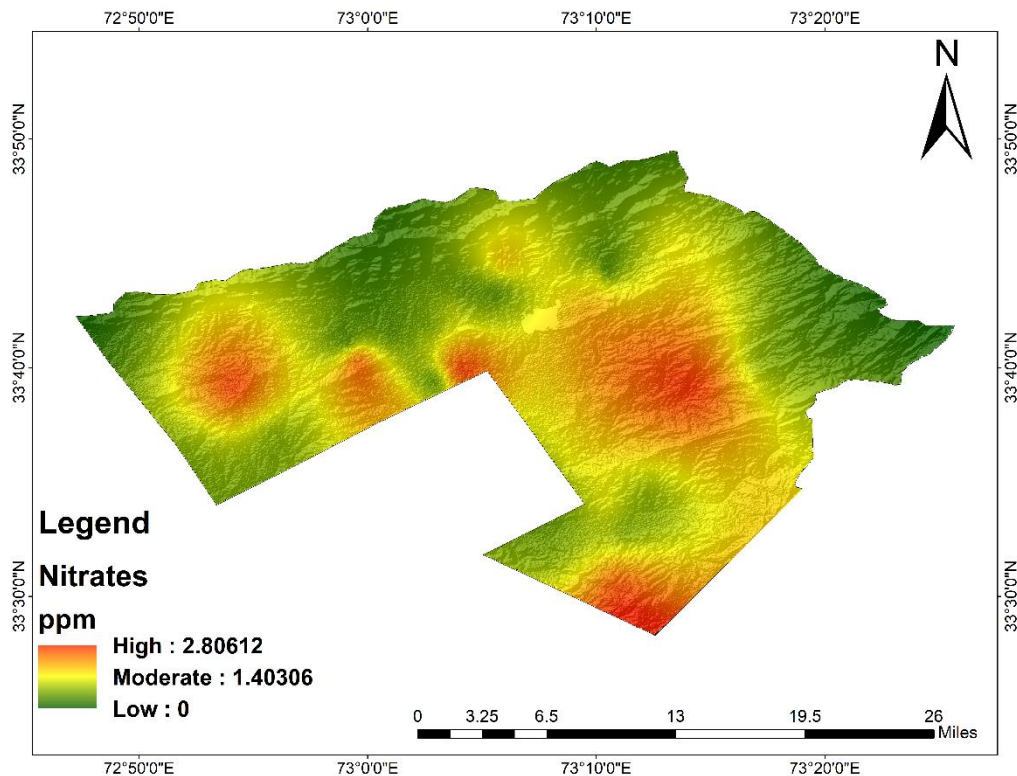 72°50'0"E 73°0'0"E 73°10'0"E 73°20'0"E
N
33°50'0"N 33°50'0"N
33°40'0"N 33°40'0"N
33°30'0"N 33°30'0"N
Legend
Nitrates
ppm
High : 2.80612
Moderate : 1.40306
Low : 0
0 3.25 6.5 13 19.5 26
Miles
72°50'0"E 73°0'0"E 73°10'0"E 73°20'0"E